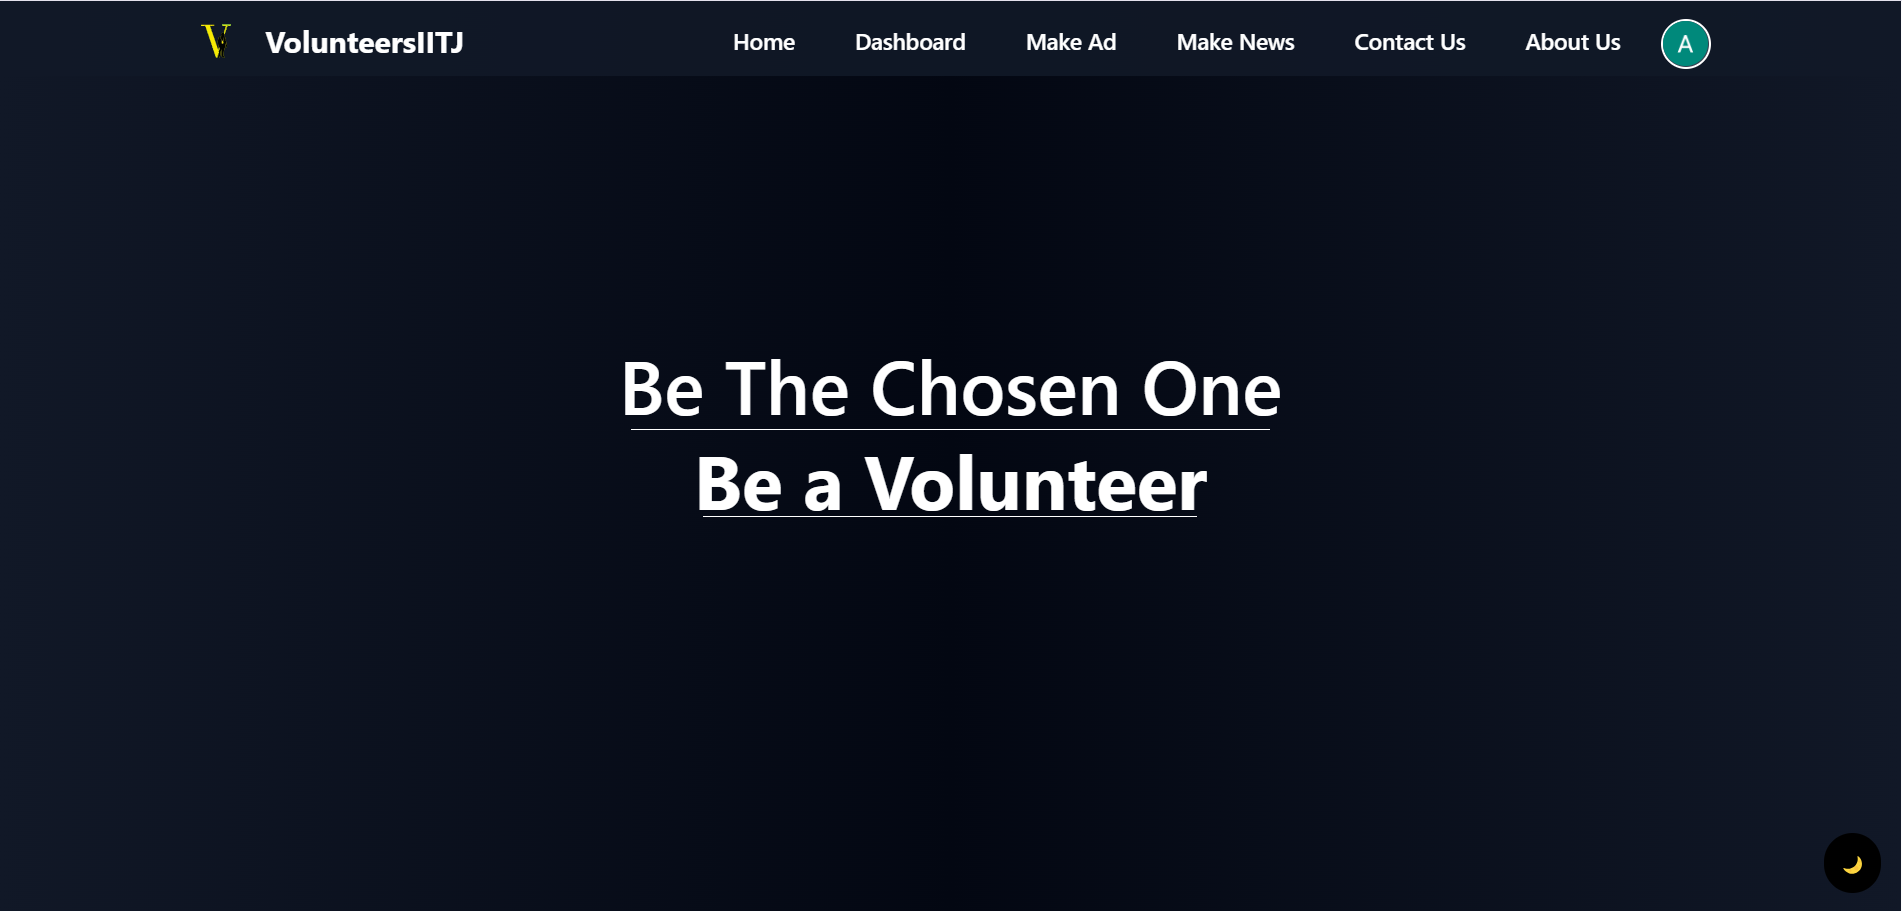 V VolunteersIITJ Home Dashboard Make Ad Make News Contact Us About Us A
Be The Chosen One
Be a Volunteer